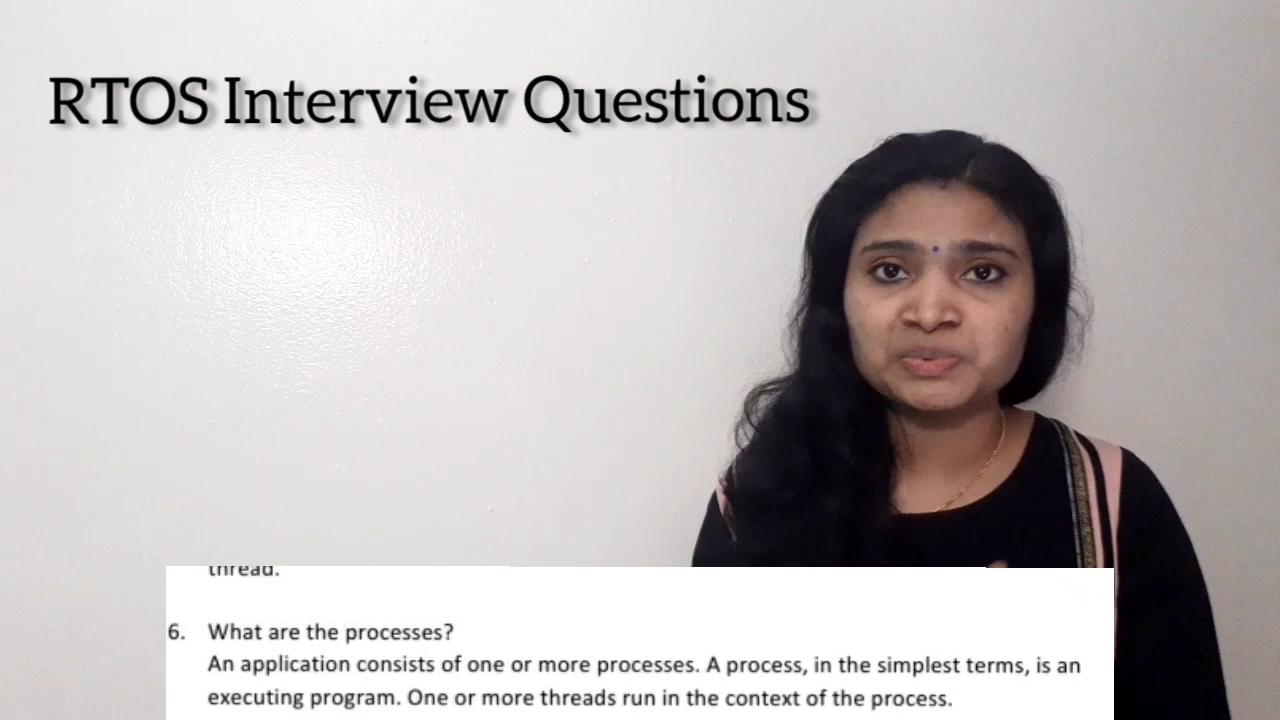 RTOS Interview Questions
thread.
6. What are the processes?
An application consists of one or more processes. A process, in the simplest terms, is an
executing program. One or more threads run in the context of the process.